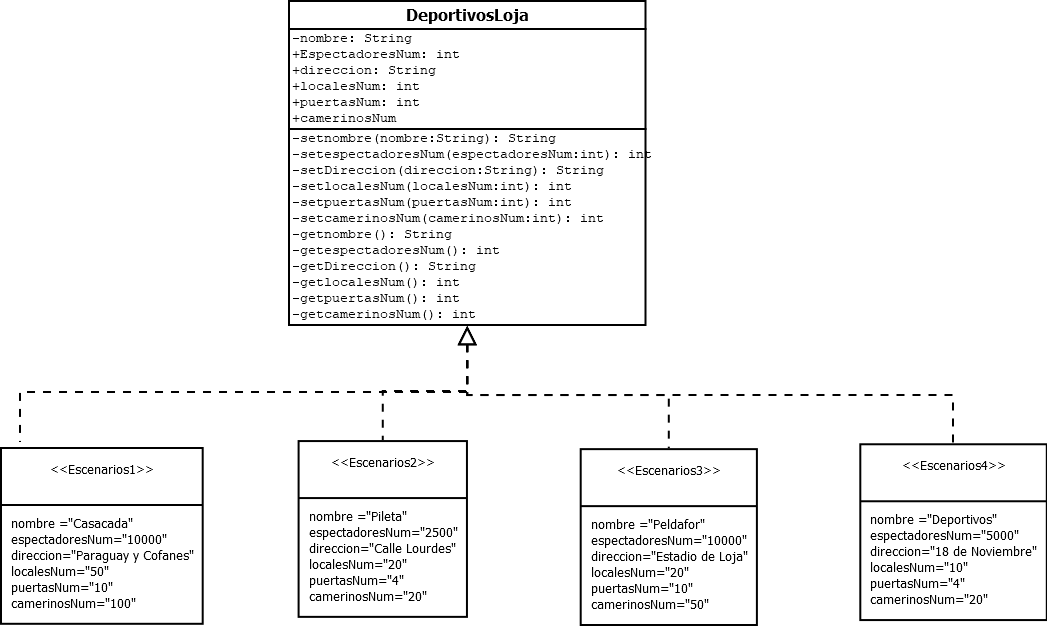 DeportivosLoja
-nombre: String
+EspectadoresNum: int
+direccion: String
+localesNum: int
+puertasNum: int
+camerinosNum
-setnombre(nombre:String): String
-setespectadoresNum(espectadoresNum:int): int
-setDireccion(direccion:String): String
-setlocalesNum(localesNum:int): int
-setpuertasNum(puertasNum:int): int
-setcamerinosNum(camerinosNum:int): int
-getnombre(): String
-getespectadoresNum(): int
-getDireccion(): String
-getlocalesNum(): int
-getpuertasNum(): int
-getcamerinosNum(): int
<<Escenarios1>>
nombre ="Casacada"
espectadoresNum="10000"
direccion="Paraguay y Cofanes"
localesNum="50"
puertasNum="10"
camerinosNum="100"
<<Escenarios2>>
nombre ="Pileta"
espectadoresNum="2500"
direccion="Calle Lourdes"
localesNum="20"
puertasNum="4"
camerinosNum="20"
<<Escenarios3>>
nombre ="Peldafor"
espectadoresNum="10000"
direccion="Estadio de Loja"
localesNum="20"
puertasNum="10"
camerinosNum="50"
<<Escenarios4>>
nombre ="Deportivos"
espectadoresNum="5000"
direccion="18 de Noviembre"
localesNum="10"
puertasNum="4"
camerinosNum="20"